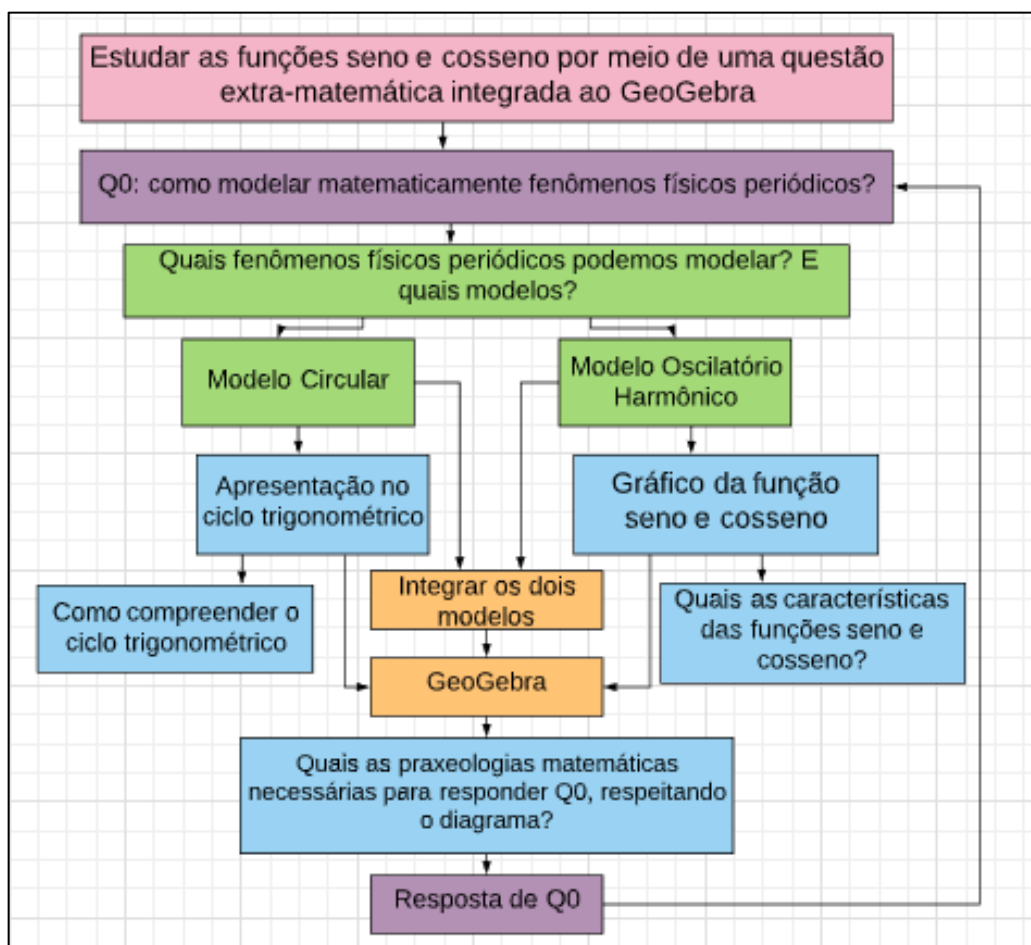 Estudar as funções seno e cosseno por meio de uma questão
extra-matemática integrada ao GeoGebra
Q0: como modelar matematicamente fenômenos físicos periódicos?
Quais fenômenos físicos periódicos podemos modelar? E
quais modelos?
Modelo Circular
Modelo Oscilatório
Harmônico
Apresentação no
ciclo trigonométrico
Gráfico da função
seno e cosseno
Integrar os dois
modelos
Como compreender o
ciclo trigonométrico
Quais as características
das funções seno e
cosseno?
GeoGebra
Quais as praxeologias matemáticas
necessárias para responder Q0, respeitando
o diagrama?
Resposta de Q0